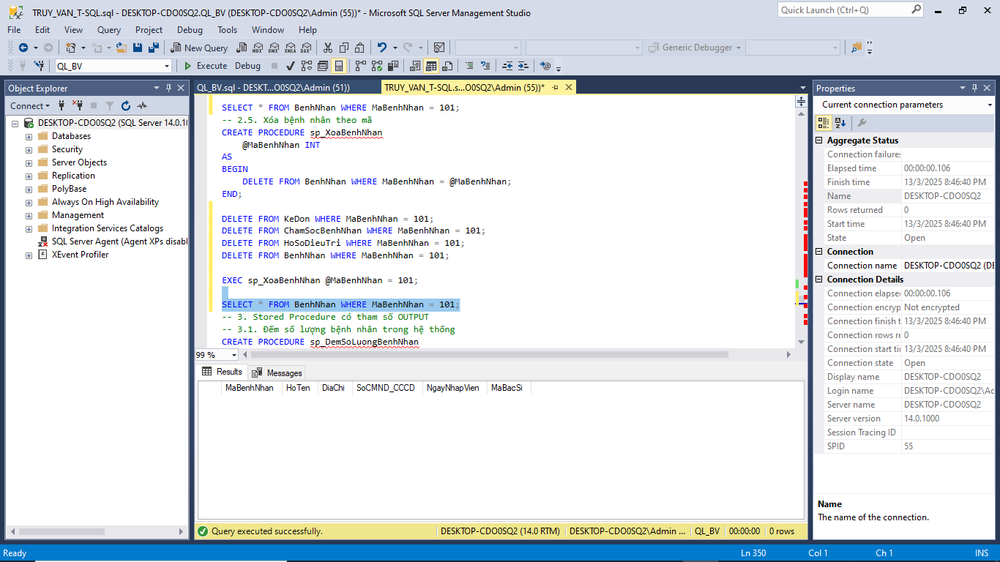 TRUY_VAN_T-SQL.sql - DESKTOP-CDO0SQ2.QL_BV (DESKTOP-CDO0SQ2\Admin (55))* - Microsoft SQL Server Management Studio
Quick Launch (Ctrl+Q)
File Edit View Query Project Debug Tools Window Help
New Query
MDX DMX XMLA DAX
Generic Debugger
QL_BV
Execute Debug
Object Explorer
Connect
DESKTOP-CDO0SQ2 (SQL Server 14.0.10
Databases
Security
Server Objects
Replication
PolyBase
Always On High Availability
Management
Integration Services Catalogs
SQL Server Agent (Agent XPs disabl
XEvent Profiler
QL_BV.sql - DESKT...O0SQ2\Admin (51))
TRUY_VAN_T-SQL.s...O0SQ2\Admin (55))*
SELECT * FROM BenhNhan WHERE MaBenhNhan = 101;
-- 2.5. Xóa bệnh nhân theo mã
CREATE PROCEDURE sp_XoaBenhNhan
@MaBenhNhan INT
AS
BEGIN
DELETE FROM BenhNhan WHERE MaBenhNhan = @MaBenhNhan;
END;
DELETE FROM KeDon WHERE MaBenhNhan = 101;
DELETE FROM ChamSocBenhNhan WHERE MaBenhNhan = 101;
DELETE FROM HoSoDieuTri WHERE MaBenhNhan = 101;
DELETE FROM BenhNhan WHERE MaBenhNhan = 101;
EXEC sp_XoaBenhNhan @MaBenhNhan = 101;
SELECT * FROM BenhNhan WHERE MaBenhNhan = 101;
-- 3. Stored Procedure có tham số OUTPUT
-- 3.1. Đếm số lượng bệnh nhân trong hệ thống
CREATE PROCEDURE sp_DemSoLuongBenhNhan
99 %
Results Messages
MaBenhNhan HoTen DiaChi SoCMND_CCCD NgayNhapVien MaBacSi
Query executed successfully.
DESKTOP-CDO0SQ2 (14.0 RTM) DESKTOP-CDO0SQ2\Admin ... QL_BV 00:00:00 0 rows
Properties
Current connection parameters
Aggregate Status
Connection failures
Elapsed time 00:00:00.106
Finish time 13/3/2025 8:46:40 PM
Name DESKTOP-CDO0SQ2
Rows returned 0
Start time 13/3/2025 8:46:40 PM
State Open
Connection
Connection name DESKTOP-CDO0SQ2 (DE
Connection Details
Connection elapse 00:00:00.106
Connection encryp Not encrypted
Connection finish t 13/3/2025 8:46:40 PM
Connection rows re 0
Connection start tir 13/3/2025 8:46:40 PM
Connection state Open
Display name DESKTOP-CDO0SQ2
Login name DESKTOP-CDO0SQ2\Ad
Server name DESKTOP-CDO0SQ2
Server version 14.0.1000
Session Tracing ID
SPID 55
Name
The name of the connection.
Ready
Ln 350 Col 1 Ch 1 INS